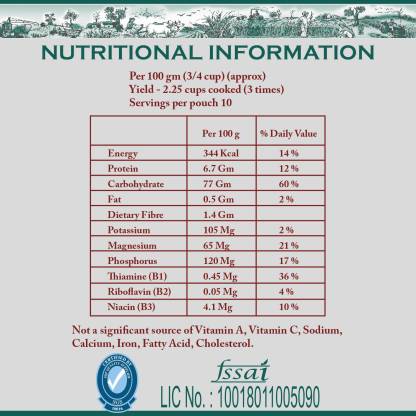 NUTRITIONAL INFORMATION
Per 100 gm (3/4 cup) (approx)
Yield - 2.25 cups cooked (3 times)
Servings per pouch 10
Per 100 g % Daily Value
Energy 344 Kcal 14 %
Protein 6.7 Gm 12 %
Carbohydrate 77 Gm 60 %
Fat 0.5 Gm 2 %
Dietary Fibre 1.4 Gm
Potassium 105 Mg 2 %
Magnesium 65 Mg 21 %
Phosphorus 120 Mg 17 %
Thiamine (B1) 0.45 Mg 36 %
Riboflavin (B2) 0.05 Mg 4 %
Niacin (B3) 4.1 Mg 10 %
Not a significant source of Vitamin A, Vitamin C, Sodium,
Calcium, Iron, Fatty Acid, Cholesterol.
fssai
LIC No. : 10018011005090